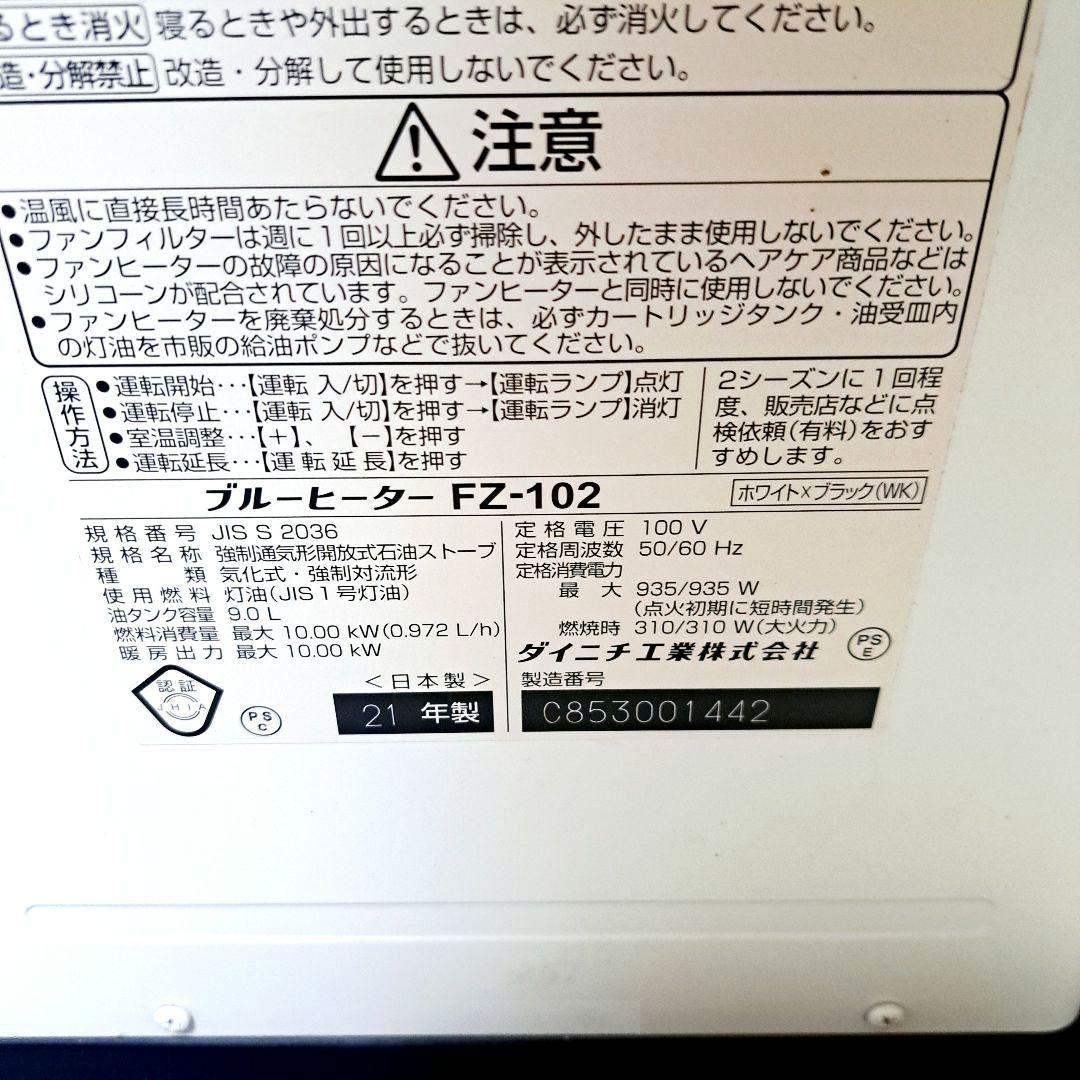 るとき消火 寝るときや外出するときは、必ず消火してください。
造・分解禁止 改造・分解して使用しないでください。
注意
●温風に直接長時間あたらないでください。
●ファンフィルターは週に1回以上必ず掃除し、外したまま使用しないでください。
●ファンヒーターの故障の原因になることが表示されているヘアケア商品などは
シリコーンが配合されています。ファンヒーターと同時に使用しないでください。
●ファンヒーターを廃棄処分するときは、必ずカートリッジタンク・油受皿内
の灯油を市販の給油ポンプなどで抜いてください。
操作方法
●運転開始…【運転 入/切】を押す→【運転ランプ】点灯
●運転停止…【運転 入/切】を押す→【運転ランプ】消灯
●室温調整…【+】、【-】を押す
●運転延長…【運転延長】を押す
2シーズンに1回程
度、販売店などに点
検依頼(有料)をおす
すめします。
ブルーヒーター FZ-102
ホワイト×ブラック(WK)
規格番号 JIS S 2036
規格名称 強制通気形開放式石油ストーブ
種類 気化式・強制対流形
使用燃料 灯油(JIS1号灯油)
油タンク容量 9.0 L
燃料消費量 最大 10.00 kW(0.972 L/h)
暖房出力 最大 10.00 kW
定格電圧 100 V
定格周波数 50/60 Hz
定格消費電力
最大 935/935 W
(点火初期に短時間発生)
燃焼時 310/310 W(大火力)
ダイニチ工業株式会社
PS
E
認証
JHIA
PS
C
<日本製>
21 年製
製造番号
C853001442